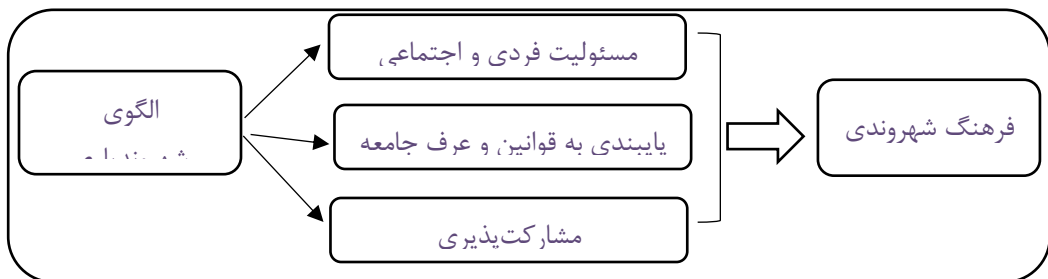 الگوی
مسئولیت فردی و اجتماعی
پایبندی به قوانین و عرف جامعه
مشارکت‌پذیری
فرهنگ شهروندی